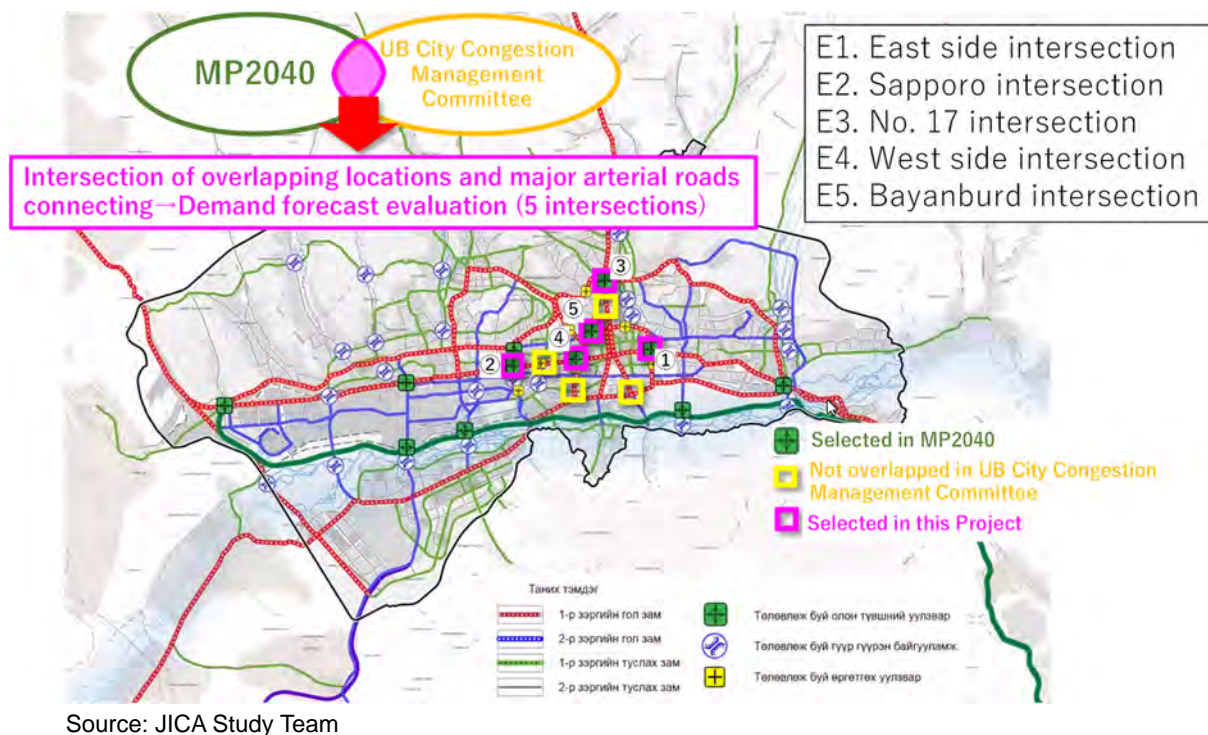 MP2040
UB City Congestion
Management
Committee
E1. East side intersection
E2. Sapporo intersection
E3. No. 17 intersection
E4. West side intersection
E5. Bayanburd intersection
Intersection of overlapping locations and major arterial roads
connecting→Demand forecast evaluation (5 intersections)
③
⑤
④
②
①
Selected in MP2040
Not overlapped in UB City Congestion
Management Committee
Selected in this Project
Таних тэмдэг
1-р зэргийн гол зам
2-р зэргийн гол зам
1-р зэргийн туслах зам
2-р зэргийн туслах зам
Төлөвлөж буй олон түвшний уулзвар
Төлөвлөж буй гүүр гүүрэн байгууламж.
Төлөвлөж буй өргөтгөх уулзвар
Source: JICA Study Team